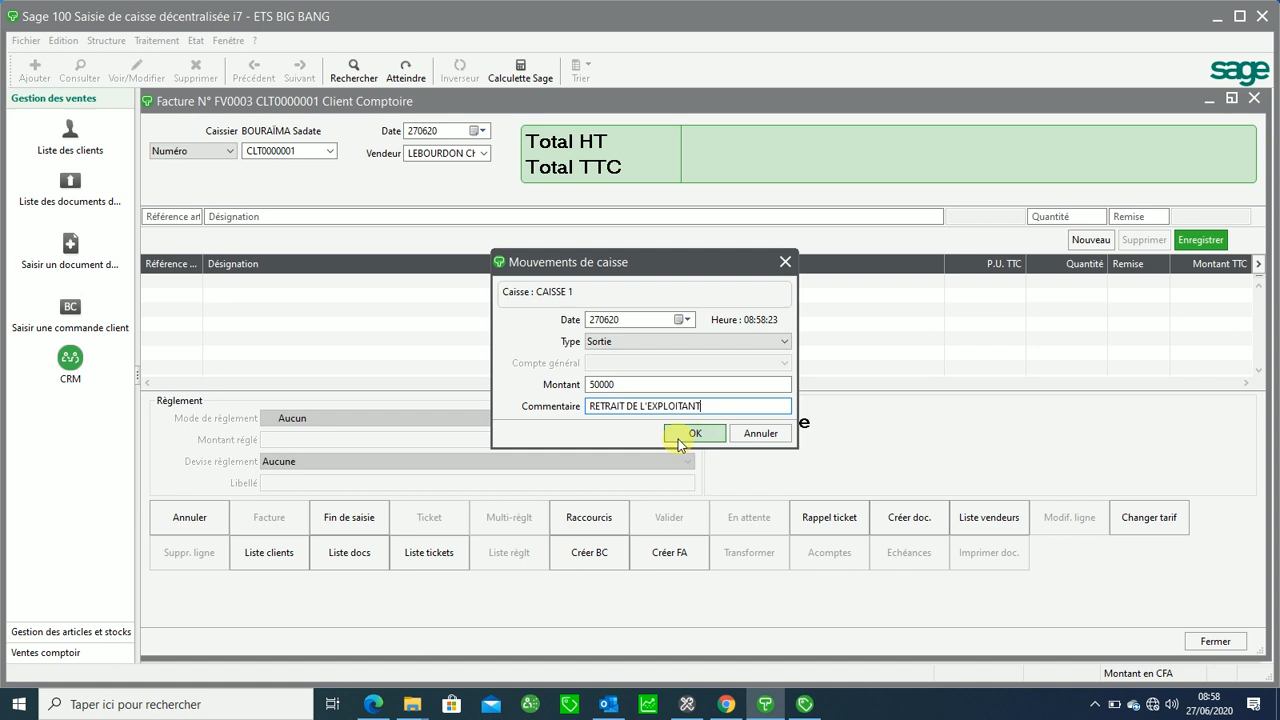 Sage 100 Saisie de caisse décentralisée i7 - ETS BIG BANG
Fichier Edition Structure Traitement Etat Fenêtre ?
Ajouter Consulter Voir/Modifier Supprimer Précédent Suivant Rechercher Atteindre Inverseur Calculette Sage Trier
sage
Gestion des ventes
Liste des clients
Liste des documents d...
Saisir un document d...
BC
Saisir une commande client
CRM
Gestion des articles et stocks
Ventes comptoir
Facture N° FV0003 CLT0000001 Client Comptoire
Caissier BOURAÏMA Sadate Date 270620
Numéro CLT0000001 Vendeur LEBOURDON CH
Total HT
Total TTC
Référence art Désignation Quantité Remise
Nouveau Supprimer Enregistrer
Référence ... Désignation P.U. TTC Quantité Remise Montant TTC
Mouvements de caisse
Caisse : CAISSE 1
Date 270620 Heure : 08:58:23
Type Sortie
Compte général
Montant 50000
Commentaire RETRAIT DE L'EXPLOITANT
OK Annuler
Règlement
Mode de règlement Aucun
Montant réglé
Devise règlement Aucune
Libellé
e
Annuler Facture Fin de saisie Ticket Multi-règlt Raccourcis Valider En attente Rappel ticket Créer doc. Liste vendeurs Modif. ligne Changer tarif
Suppr. ligne Liste clients Liste docs Liste tickets Liste règlt Créer BC Créer FA Transformer Acomptes Echéances Imprimer doc.
Fermer
Montant en CFA
Taper ici pour rechercher
08:58
27/06/2020